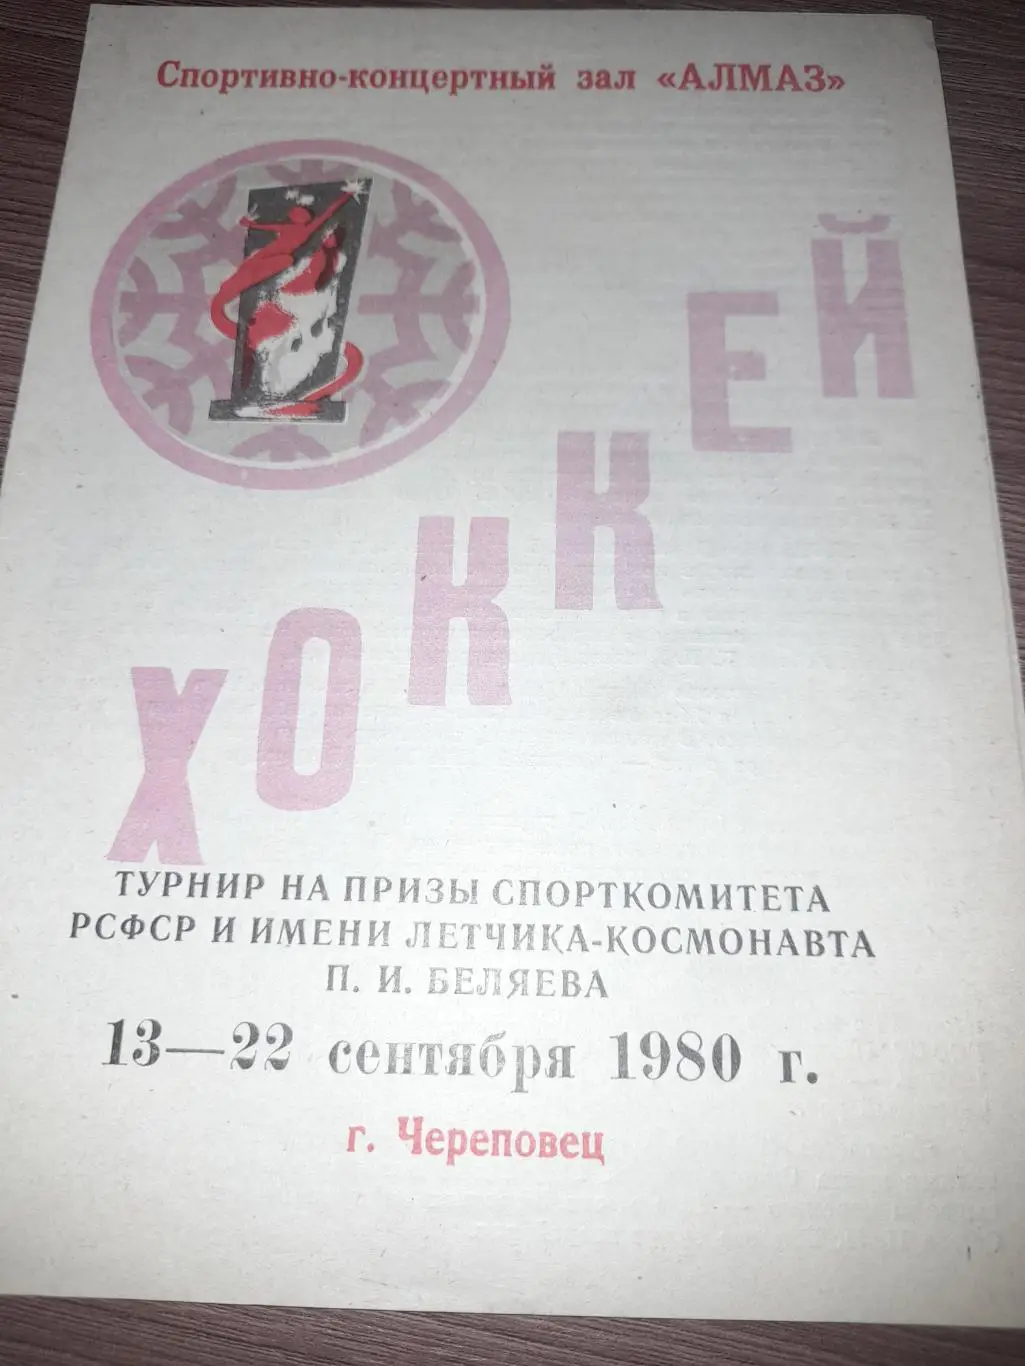 Спортивно-концертный зал «АЛМАЗ»
ХОККЕЙ
ТУРНИР НА ПРИЗЫ СПОРТКОМИТЕТА
РСФСР И ИМЕНИ ЛЕТЧИКА-КОСМОНАВТА
П. И. БЕЛЯЕВА
13—22 сентября 1980 г.
г. Череповец